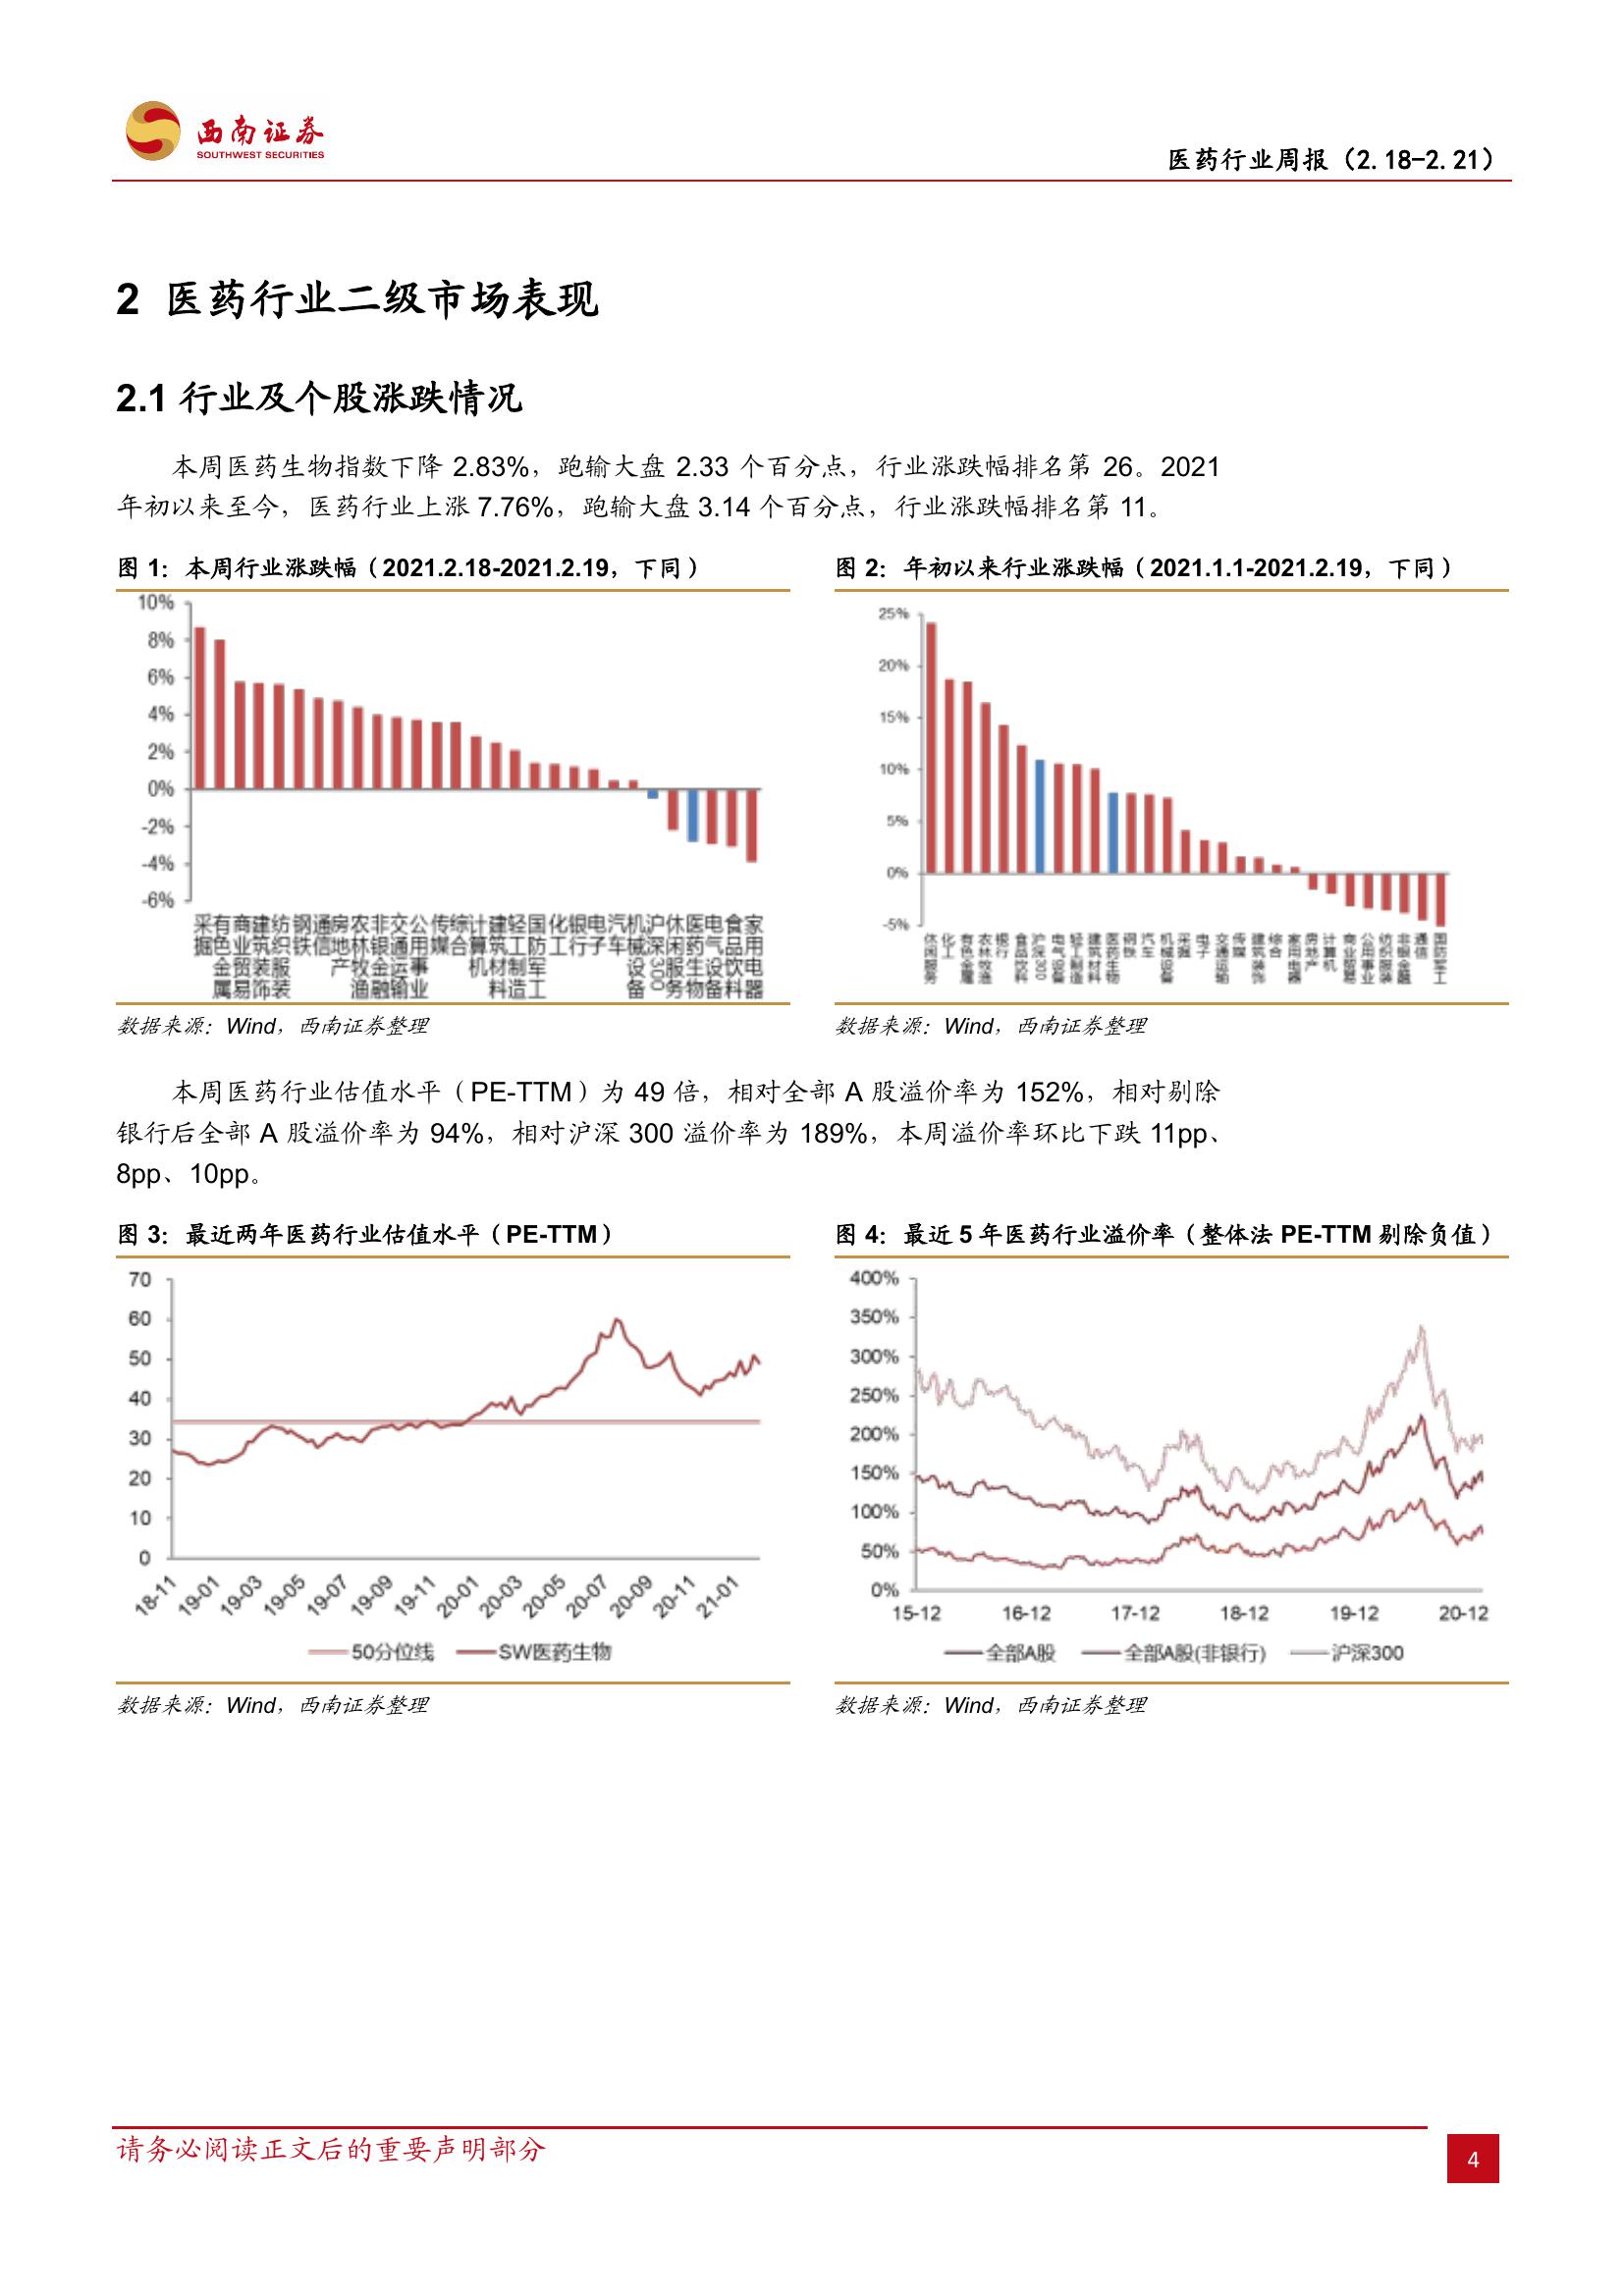 西南证券
SOUTHWEST SECURITIES
医药行业周报（2.18-2.21）
2 医药行业二级市场表现
2.1 行业及个股涨跌情况
本周医药生物指数下降 2.83%，跑输大盘 2.33 个百分点，行业涨跌幅排名第 26。2021
年初以来至今，医药行业上涨 7.76%，跑输大盘 3.14 个百分点，行业涨跌幅排名第 11。
图 1：本周行业涨跌幅（2021.2.18-2021.2.19，下同）
10%
8%
6%
4%
2%
0%
-2%
-4%
-6%
采掘
有色金属
商业贸易
建筑装饰
纺织服装
钢铁
通信
房地产
农林牧渔
非银金融
交通运输
公用事业
传媒
综合
计算机
建筑材料
轻工制造
国防军工
化工
银行
电子
汽车
机械设备
沪深300
休闲服务
医药生物
电气设备
食品饮料
家用电器
数据来源：Wind，西南证券整理
图 2：年初以来行业涨跌幅（2021.1.1-2021.2.19，下同）
25%
20%
15%
10%
5%
0%
-5%
休闲服务
化工
有色金属
农林牧渔
银行
食品饮料
沪深300
电气设备
轻工制造
建筑材料
医药生物
钢铁
汽车
机械设备
采掘
电子
交通运输
传媒
建筑装饰
综合
家用电器
房地产
计算机
商业贸易
公用事业
纺织服装
非银金融
通信
国防军工
数据来源：Wind，西南证券整理
本周医药行业估值水平（PE-TTM）为 49 倍，相对全部 A 股溢价率为 152%，相对剔除
银行后全部 A 股溢价率为 94%，相对沪深 300 溢价率为 189%，本周溢价率环比下跌 11pp、
8pp、10pp。
图 3：最近两年医药行业估值水平（PE-TTM）
70
60
50
40
30
20
10
0
18-11 19-01 19-03 19-05 19-07 19-09 19-11 20-01 20-03 20-05 20-07 20-09 20-11 21-01
50分位线 SW医药生物
数据来源：Wind，西南证券整理
图 4：最近 5 年医药行业溢价率（整体法 PE-TTM 剔除负值）
400%
350%
300%
250%
200%
150%
100%
50%
0%
15-12 16-12 17-12 18-12 19-12 20-12
全部A股 全部A股(非银行) 沪深300
数据来源：Wind，西南证券整理
请务必阅读正文后的重要声明部分
4